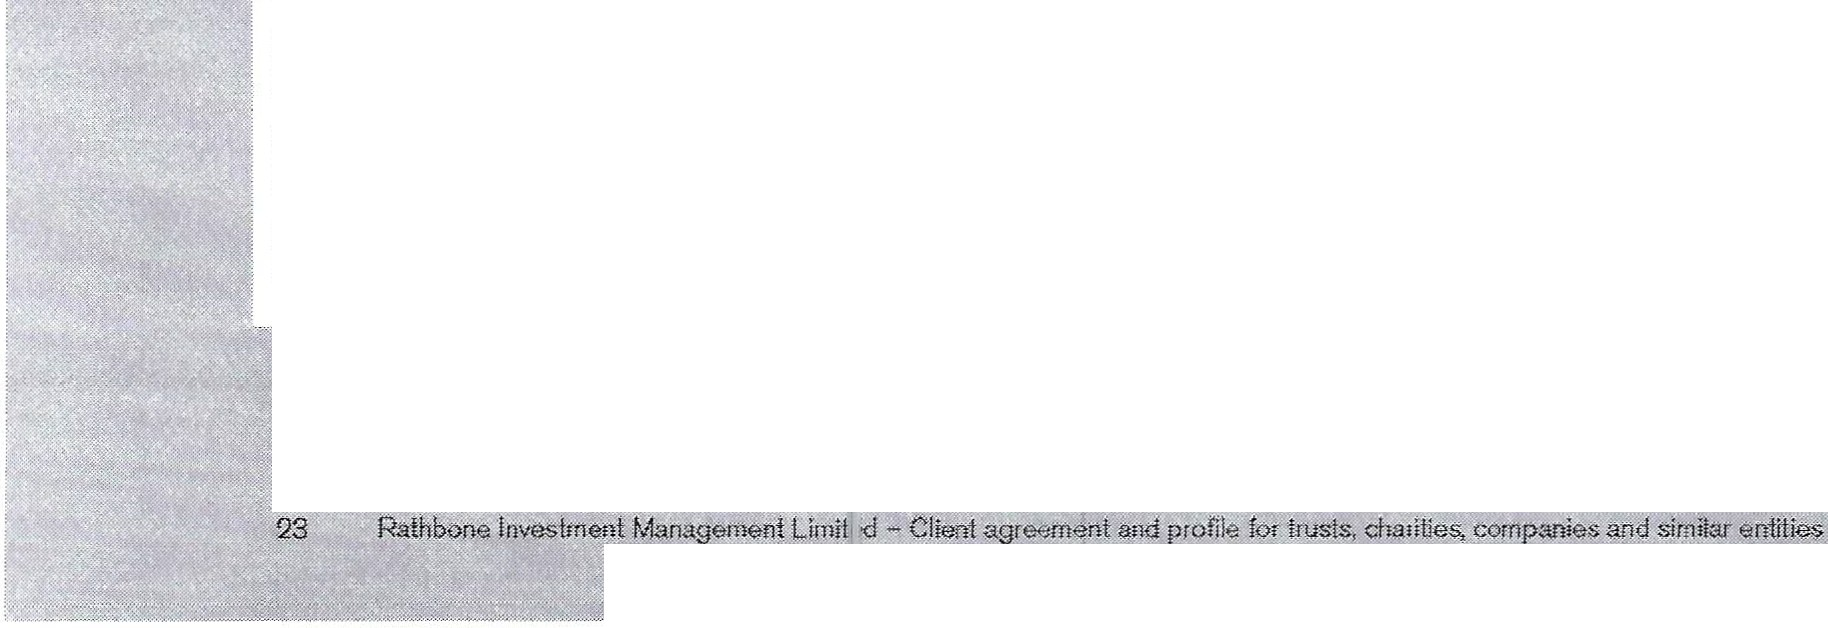 23 Rathbone Investment Management Limit d – Client agreement and profile for trusts, charities, companies and similar entities